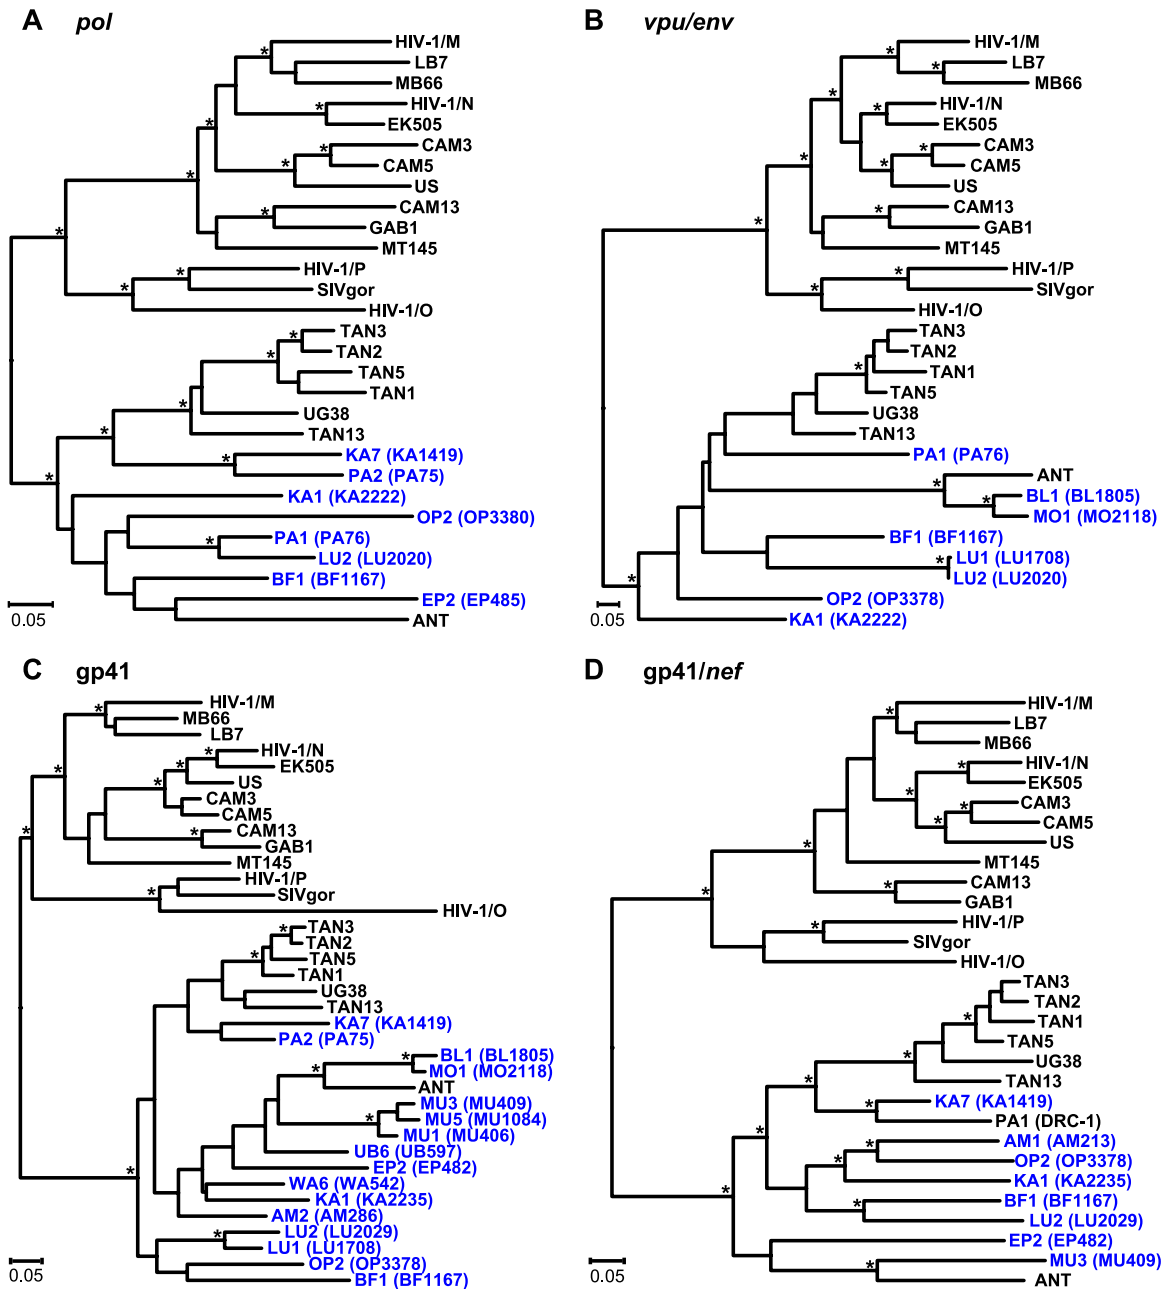 A pol
HIV-1/M
LB7
MB66
HIV-1/N
EK505
CAM3
CAM5
US
CAM13
GAB1
MT145
HIV-1/P
SIVgor
HIV-1/O
TAN3
TAN2
TAN5
TAN1
UG38
TAN13
KA7 (KA1419)
PA2 (PA75)
KA1 (KA2222)
OP2 (OP3380)
PA1 (PA76)
LU2 (LU2020)
BF1 (BF1167)
EP2 (EP485)
ANT
0.05
B vpu/env
HIV-1/M
LB7
MB66
HIV-1/N
EK505
CAM3
CAM5
US
CAM13
GAB1
MT145
HIV-1/P
SIVgor
HIV-1/O
TAN3
TAN2
TAN1
TAN5
UG38
TAN13
PA1 (PA76)
ANT
BL1 (BL1805)
MO1 (MO2118)
BF1 (BF1167)
LU1 (LU1708)
LU2 (LU2020)
OP2 (OP3378)
KA1 (KA2222)
0.05
C gp41
HIV-1/M
MB66
LB7
HIV-1/N
EK505
US
CAM3
CAM5
CAM13
GAB1
MT145
HIV-1/P
SIVgor
HIV-1/O
TAN3
TAN2
TAN5
TAN1
UG38
TAN13
KA7 (KA1419)
PA2 (PA75)
BL1 (BL1805)
MO1 (MO2118)
ANT
MU3 (MU409)
MU5 (MU1084)
MU1 (MU406)
UB6 (UB597)
EP2 (EP482)
WA6 (WA542)
KA1 (KA2235)
AM2 (AM286)
LU2 (LU2029)
LU1 (LU1708)
OP2 (OP3378)
BF1 (BF1167)
0.05
D gp41/nef
HIV-1/M
LB7
MB66
HIV-1/N
EK505
CAM3
CAM5
US
MT145
CAM13
GAB1
HIV-1/P
SIVgor
HIV-1/O
TAN3
TAN2
TAN1
TAN5
UG38
TAN13
KA7 (KA1419)
PA1 (DRC-1)
AM1 (AM213)
OP2 (OP3378)
KA1 (KA2235)
BF1 (BF1167)
LU2 (LU2029)
EP2 (EP482)
MU3 (MU409)
ANT
0.05